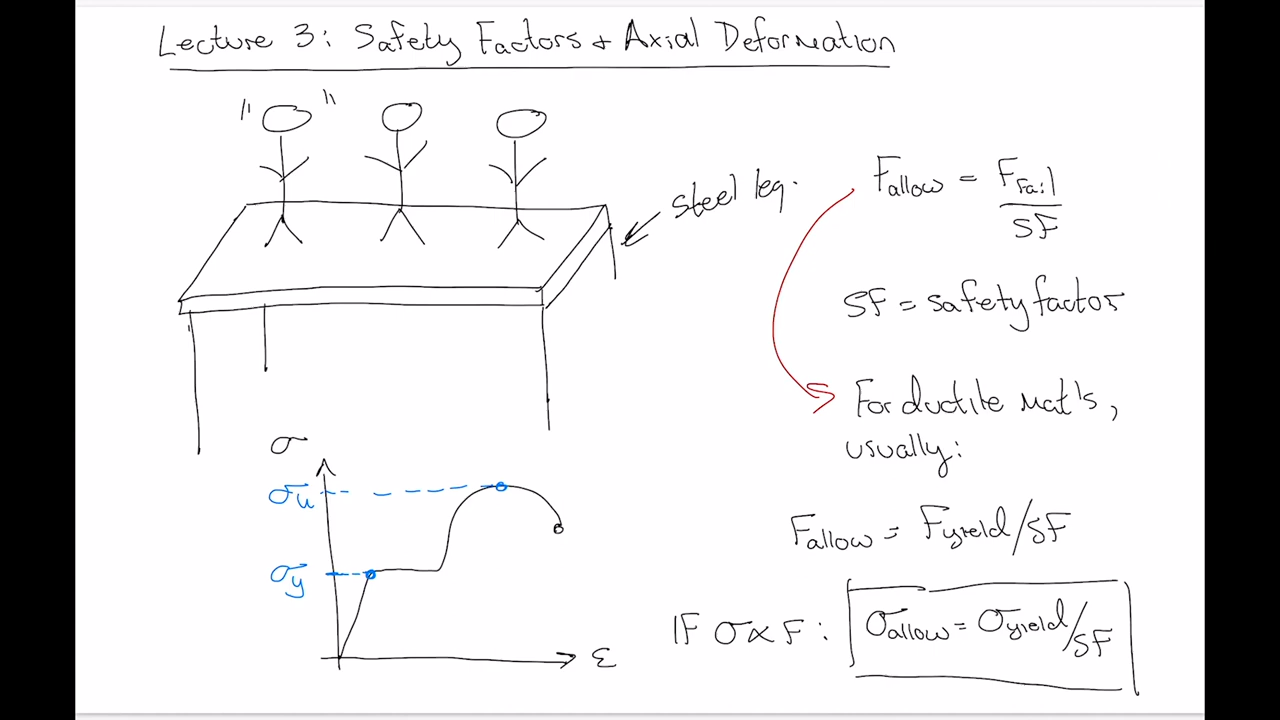 Lecture 3: Safety Factors + Axial Deformation
" "
steel leg.
Fallow = Ffail / SF
SF = safety factor
For ductile mat'ls,
usually:
Fallow = Fyield/SF
IF σ ∝ F: σallow = σyield/SF
σ
σu
σy
ε